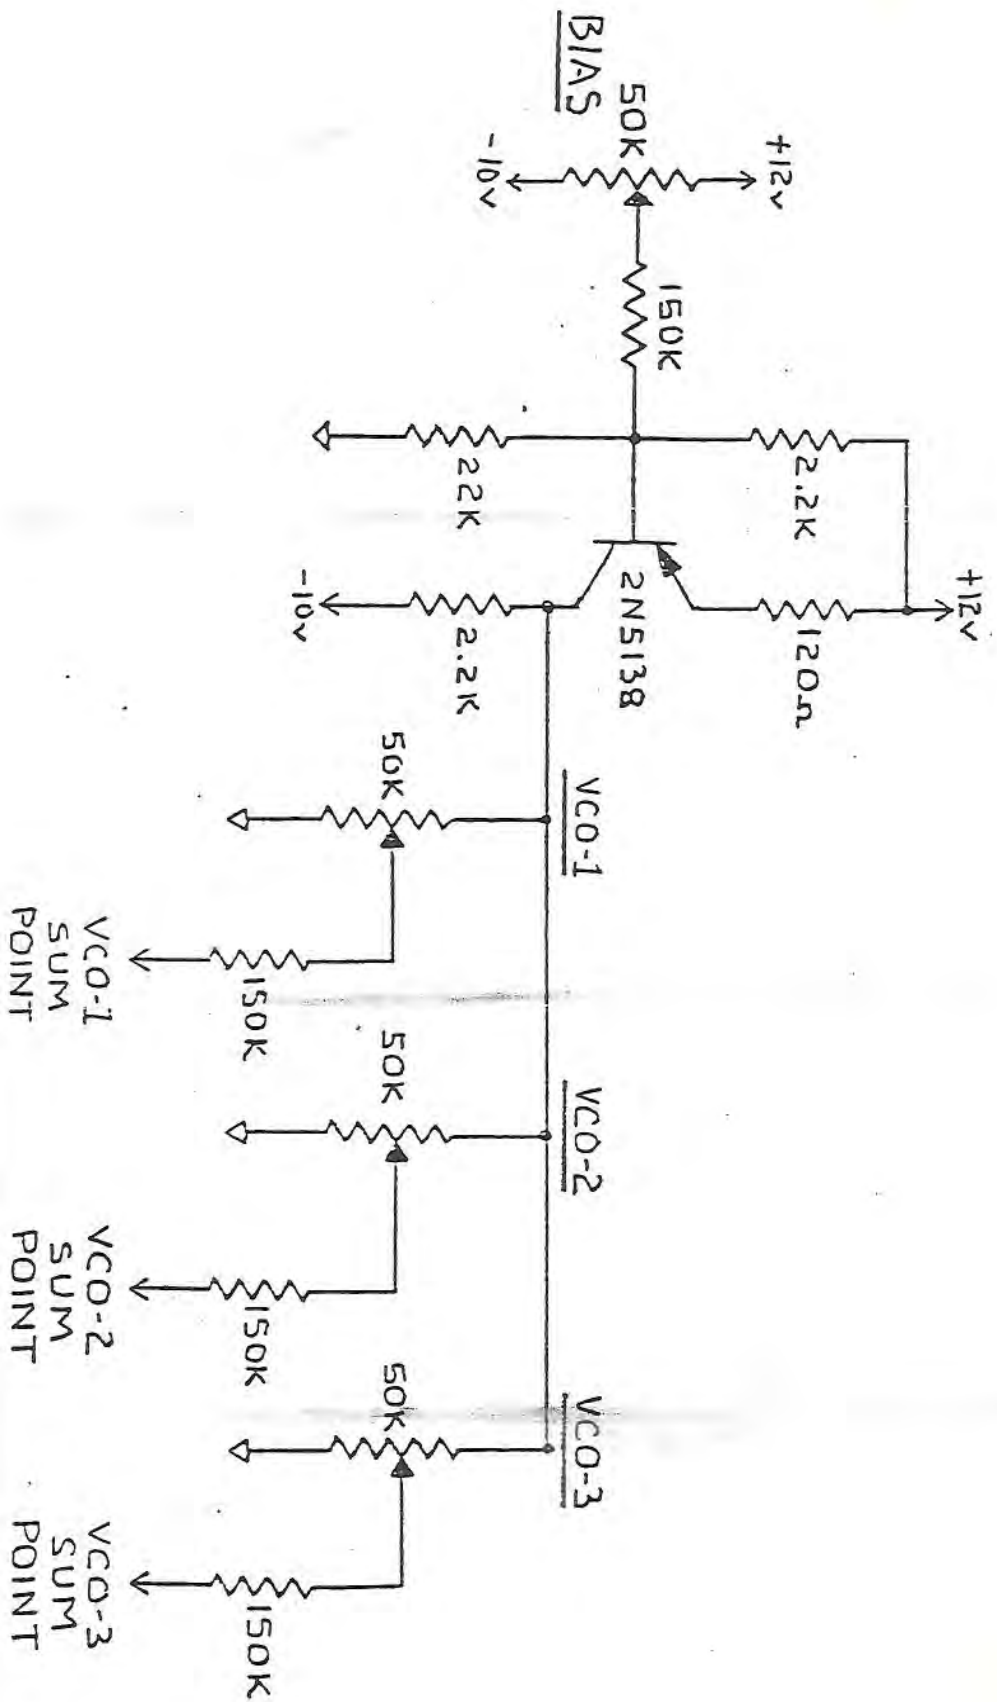 BIAS
50K
+12v
-10v
150K
2.2K
22K
+12v
120Ω
2N5138
2.2K
-10v
VCO-1
50K
150K
VCO-1
SUM
POINT
VCO-2
50K
150K
VCO-2
SUM
POINT
VCO-3
50K
150K
VCO-3
SUM
POINT